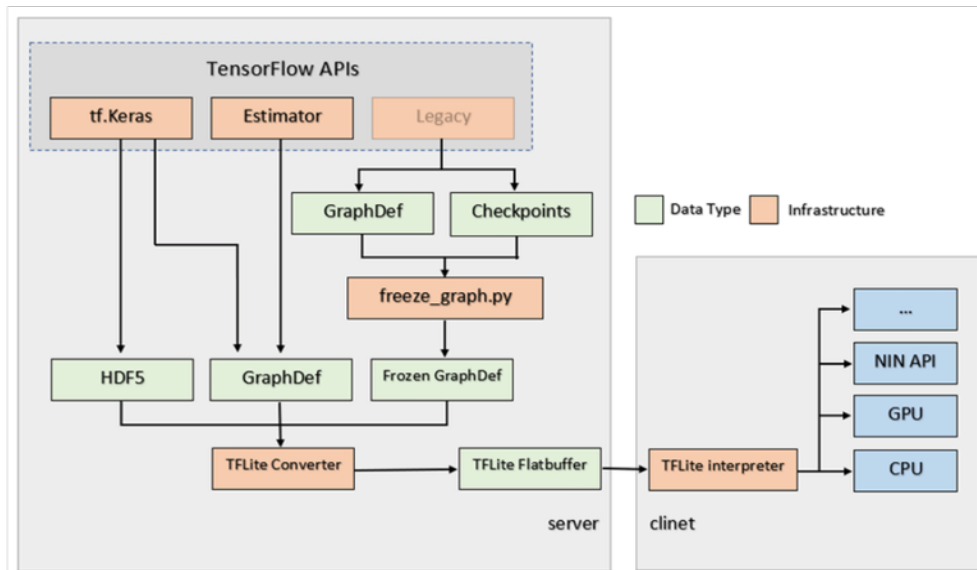 TensorFlow APIs
tf.Keras
Estimator
Legacy
GraphDef
Checkpoints
Data Type
Infrastructure
freeze_graph.py
...
NIN API
HDF5
GraphDef
Frozen GraphDef
GPU
TFLite Converter
TFLite Flatbuffer
TFLite interpreter
CPU
server
clinet